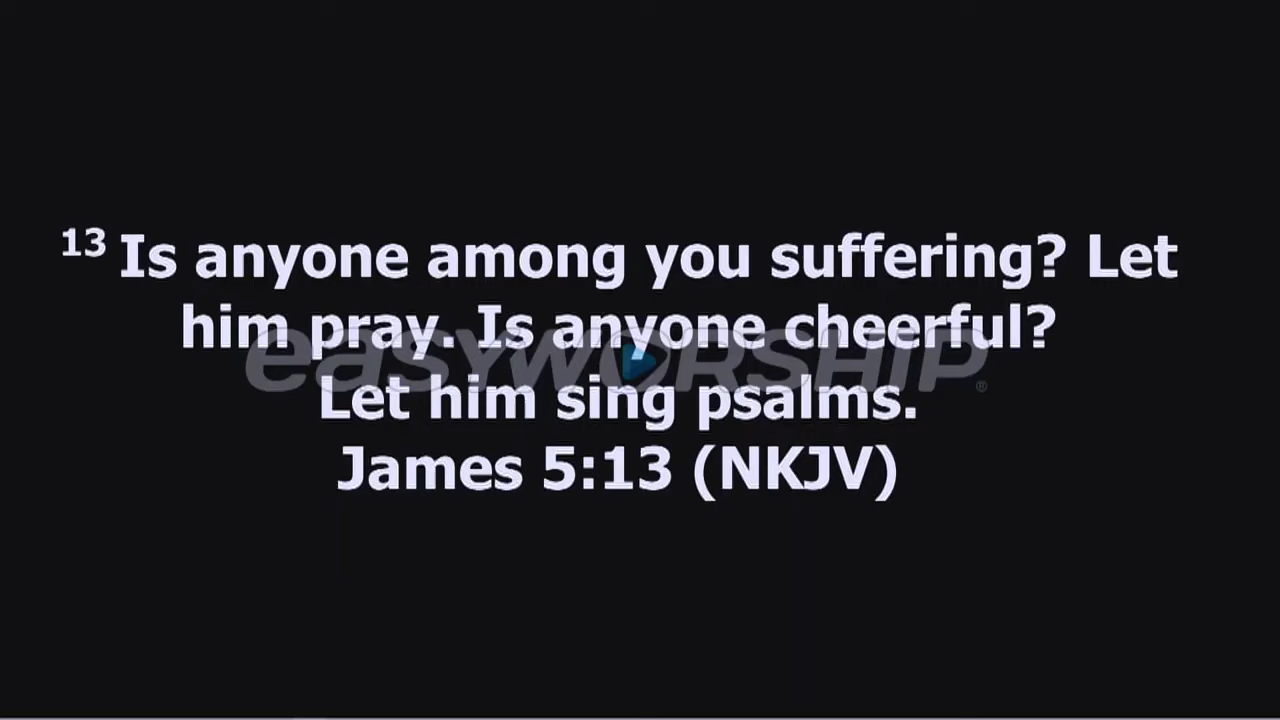 13 Is anyone among you suffering? Let
him pray. Is anyone cheerful?
easyworship®
Let him sing psalms.
James 5:13 (NKJV)